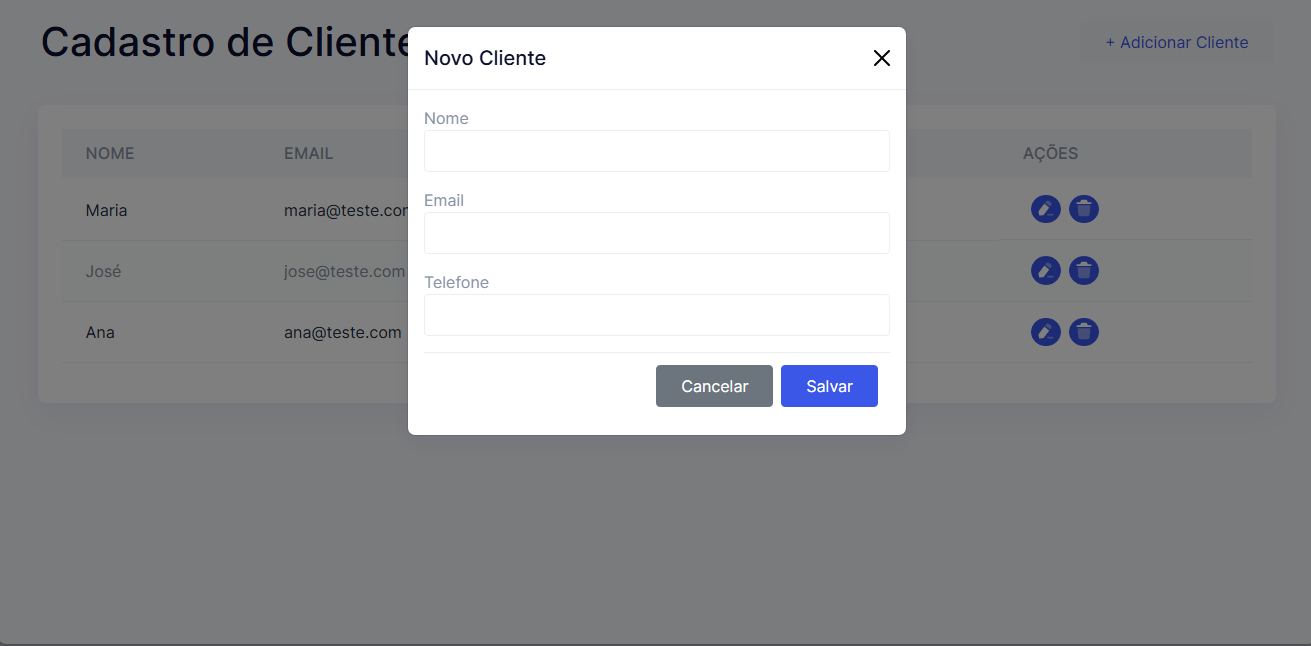 Cadastro de Cliente
+ Adicionar Cliente
Novo Cliente
Nome
Email
Telefone
Cancelar Salvar
NOME EMAIL AÇÕES
Maria maria@teste.com
José jose@teste.com
Ana ana@teste.com